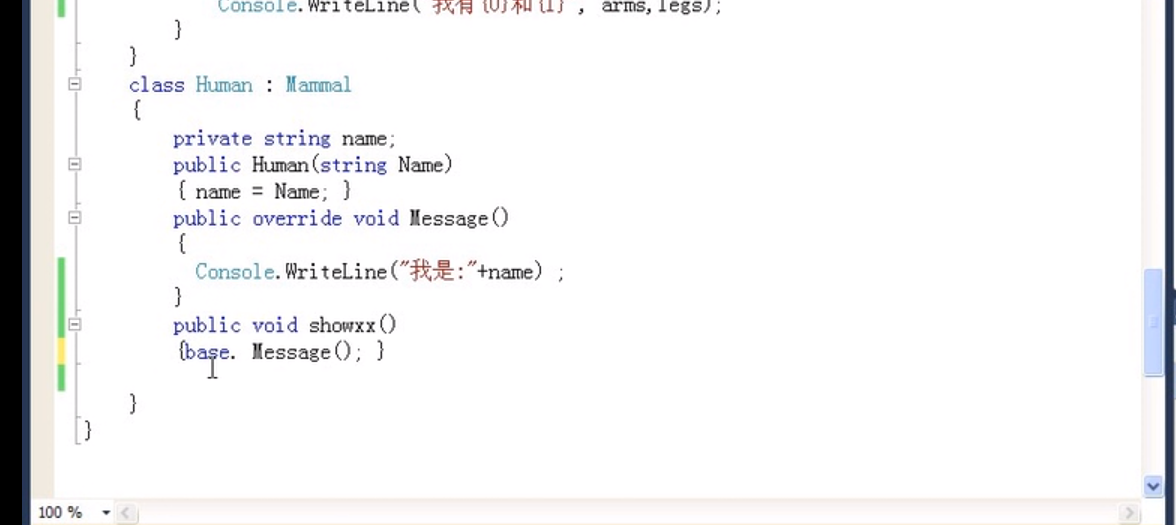 Console.WriteLine("我有{0}和{1}", arms,legs);
}
}
class Human : Mammal
{
private string name;
public Human(string Name)
{ name = Name; }
public override void Message()
{
Console.WriteLine("我是:"+name) ;
}
public void showxx()
{base. Message(); }
}
}
100 %